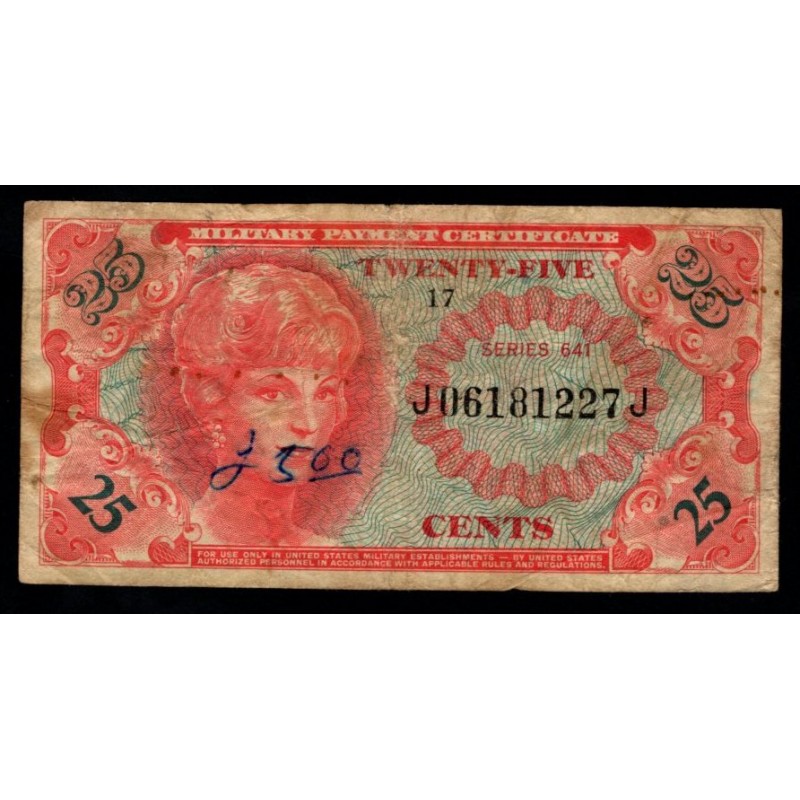 MILITARY PAYMENT CERTIFICATE
25
25
TWENTY-FIVE
17
SERIES 641
J06181227J
500
25
CENTS
25
FOR USE ONLY IN UNITED STATES MILITARY ESTABLISHMENTS — BY UNITED STATES
AUTHORIZED PERSONNEL IN ACCORDANCE WITH APPLICABLE RULES AND REGULATIONS.